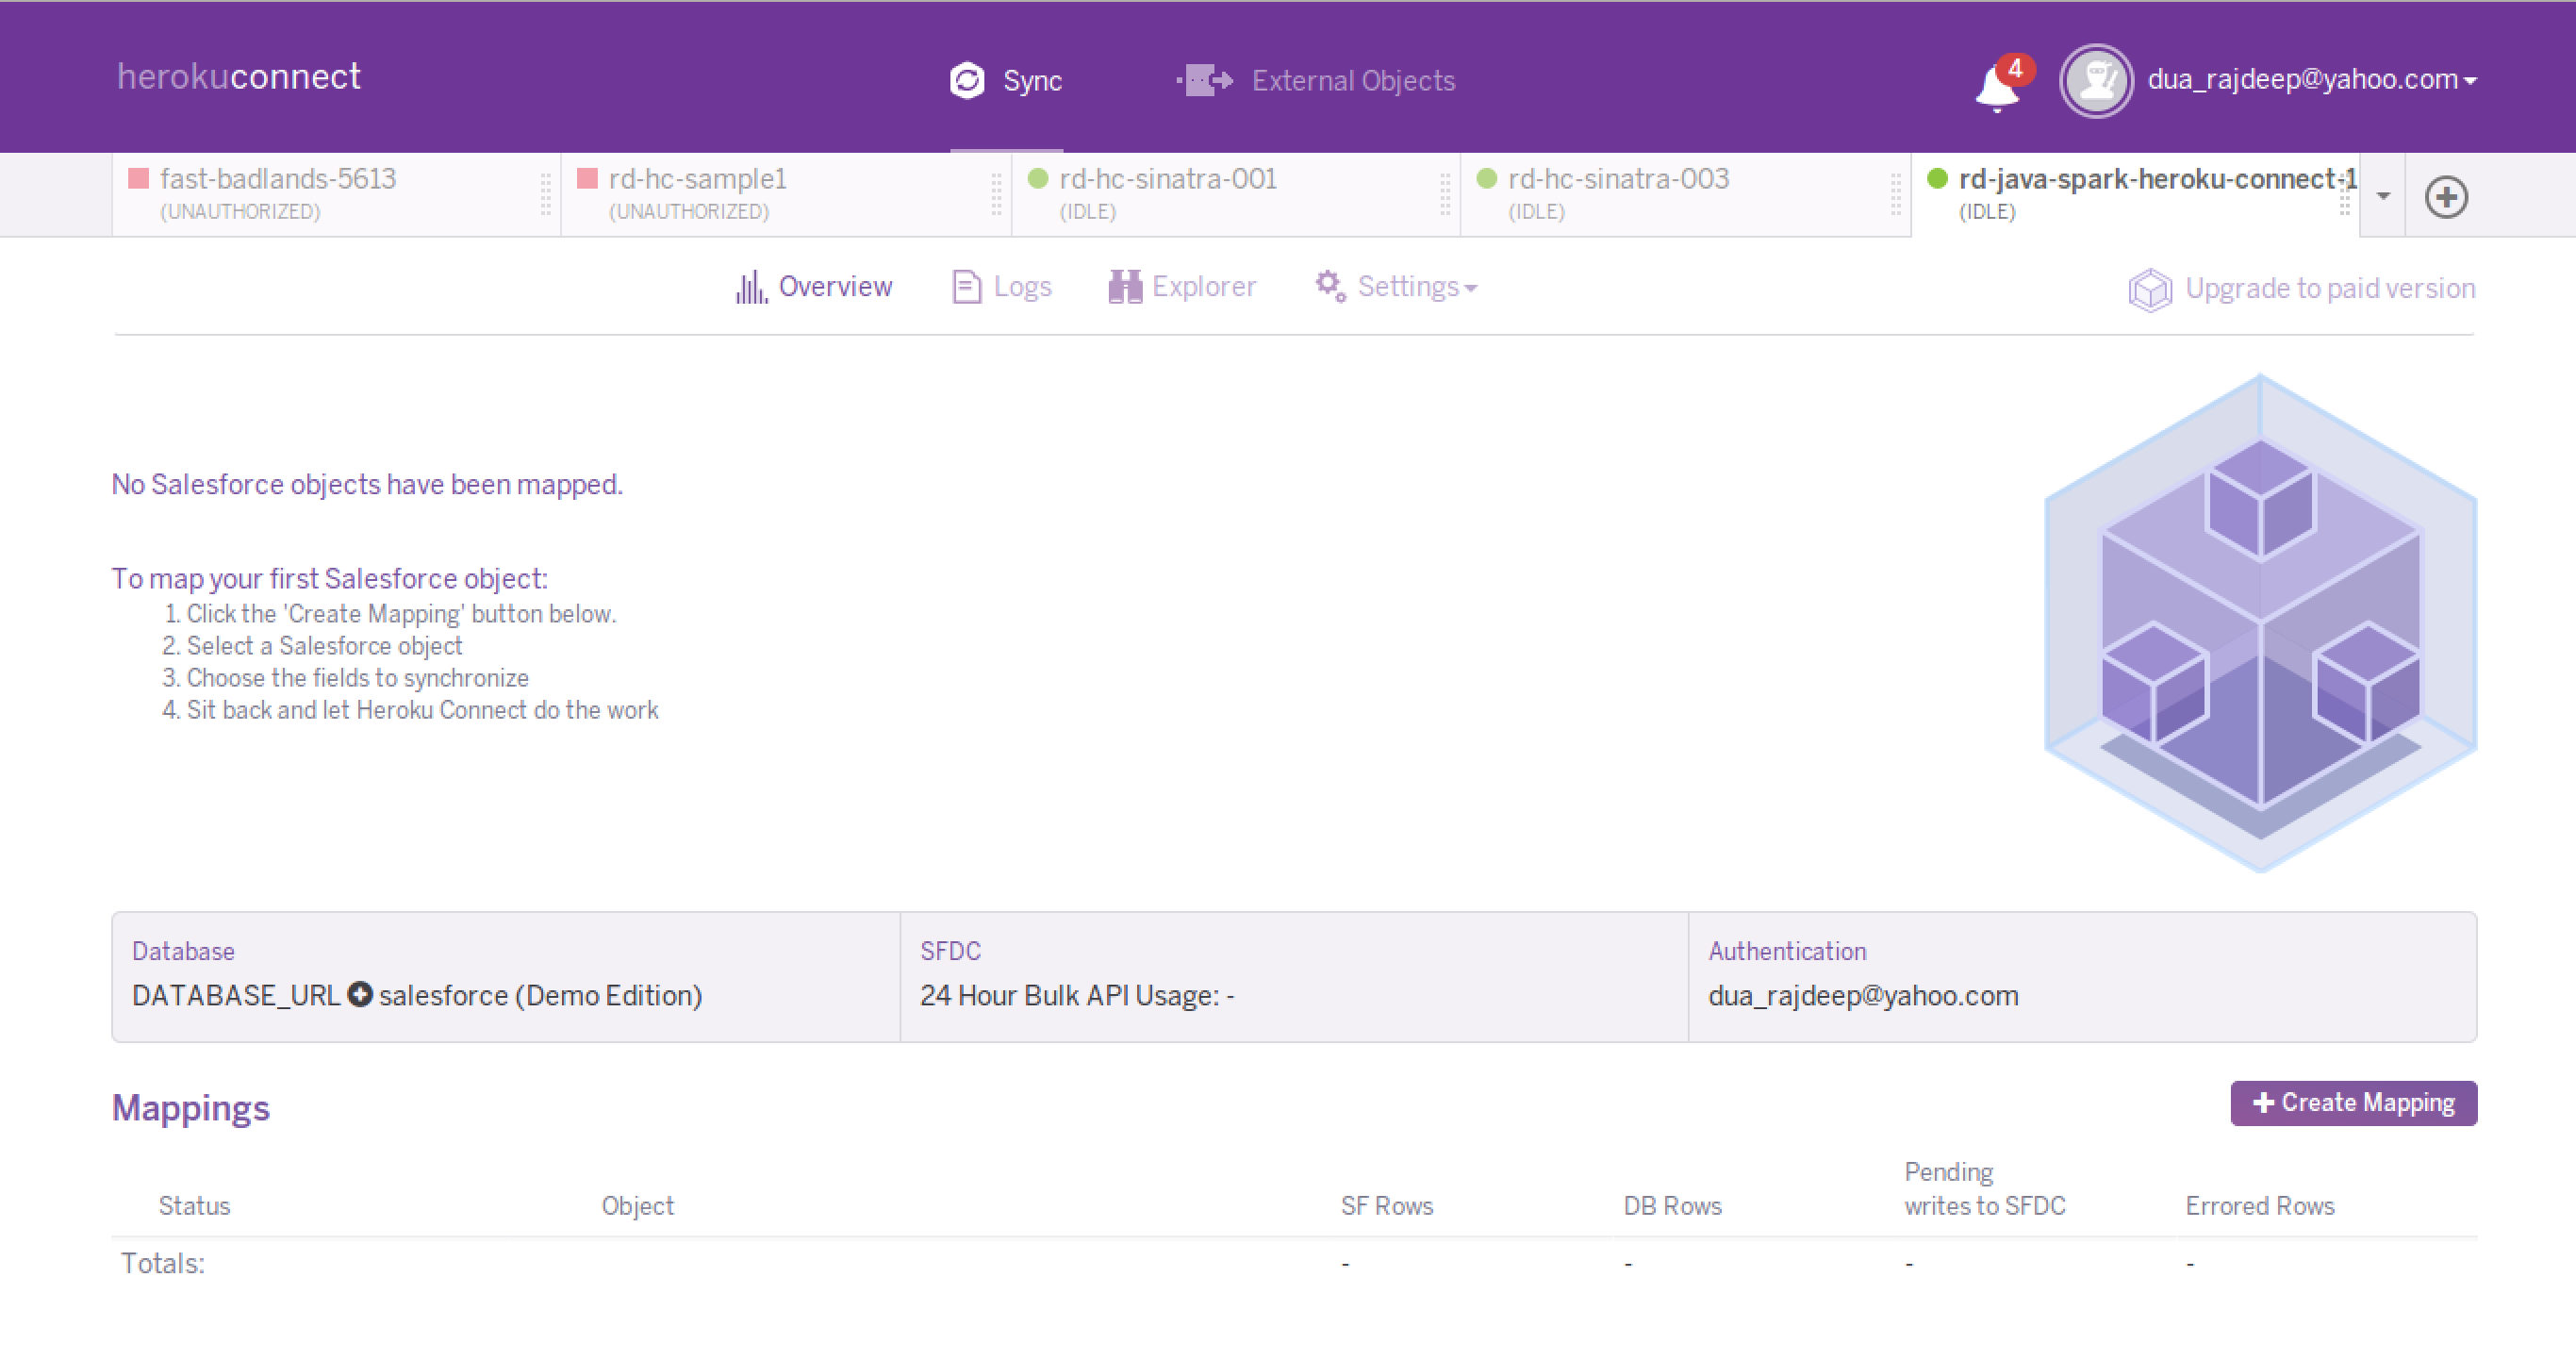 herokuconnect
Sync
External Objects
4
dua_rajdeep@yahoo.com
fast-badlands-5613
(UNAUTHORIZED)
rd-hc-sample1
(UNAUTHORIZED)
rd-hc-sinatra-001
(IDLE)
rd-hc-sinatra-003
(IDLE)
rd-java-spark-heroku-connect-1
(IDLE)
Overview
Logs
Explorer
Settings
Upgrade to paid version
No Salesforce objects have been mapped.
To map your first Salesforce object:
1. Click the 'Create Mapping' button below.
2. Select a Salesforce object
3. Choose the fields to synchronize
4. Sit back and let Heroku Connect do the work
Database
DATABASE_URL salesforce (Demo Edition)
SFDC
24 Hour Bulk API Usage: -
Authentication
dua_rajdeep@yahoo.com
Mappings
Create Mapping
Status
Object
SF Rows
DB Rows
Pending
writes to SFDC
Errored Rows
Totals:
-
-
-
-